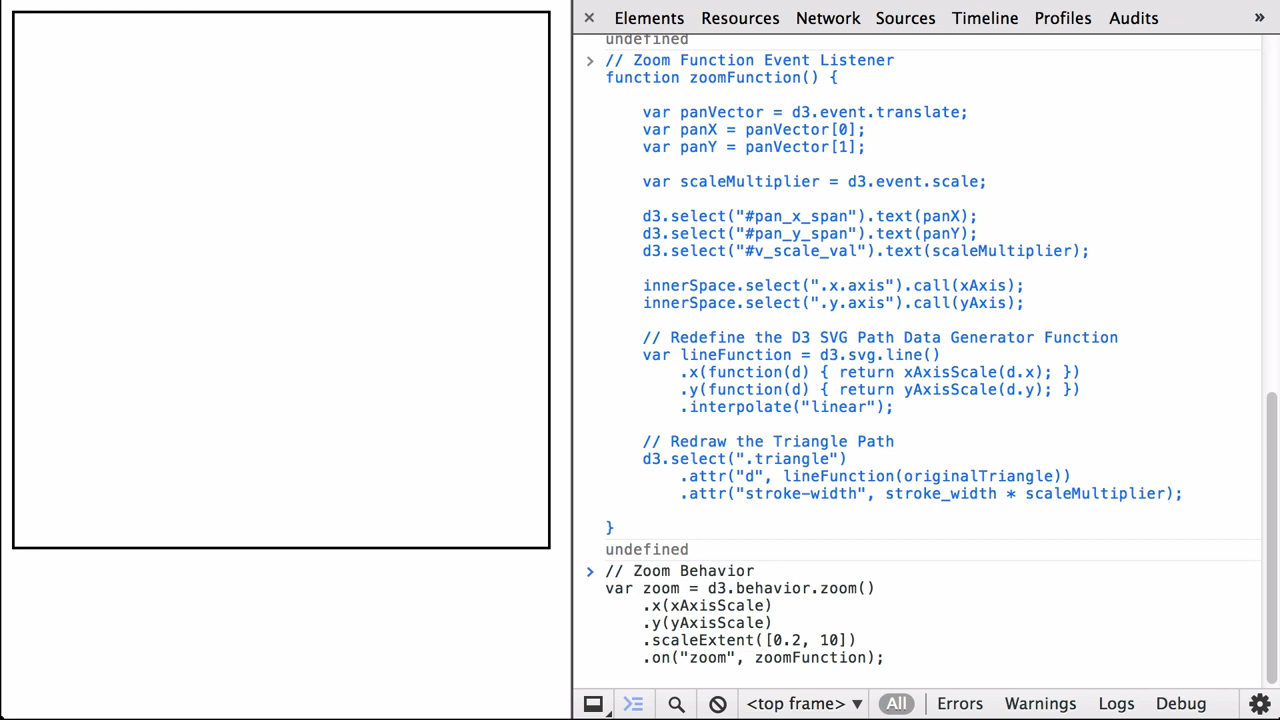 × Elements Resources Network Sources Timeline Profiles Audits »
undefined
> // Zoom Function Event Listener
function zoomFunction() {
var panVector = d3.event.translate;
var panX = panVector[0];
var panY = panVector[1];
var scaleMultiplier = d3.event.scale;
d3.select("#pan_x_span").text(panX);
d3.select("#pan_y_span").text(panY);
d3.select("#v_scale_val").text(scaleMultiplier);
innerSpace.select(".x.axis").call(xAxis);
innerSpace.select(".y.axis").call(yAxis);
// Redefine the D3 SVG Path Data Generator Function
var lineFunction = d3.svg.line()
.x(function(d) { return xAxisScale(d.x); })
.y(function(d) { return yAxisScale(d.y); })
.interpolate("linear");
// Redraw the Triangle Path
d3.select(".triangle")
.attr("d", lineFunction(originalTriangle))
.attr("stroke-width", stroke_width * scaleMultiplier);
}
undefined
> // Zoom Behavior
var zoom = d3.behavior.zoom()
.x(xAxisScale)
.y(yAxisScale)
.scaleExtent([0.2, 10])
.on("zoom", zoomFunction);
<top frame> ▼ All Errors Warnings Logs Debug